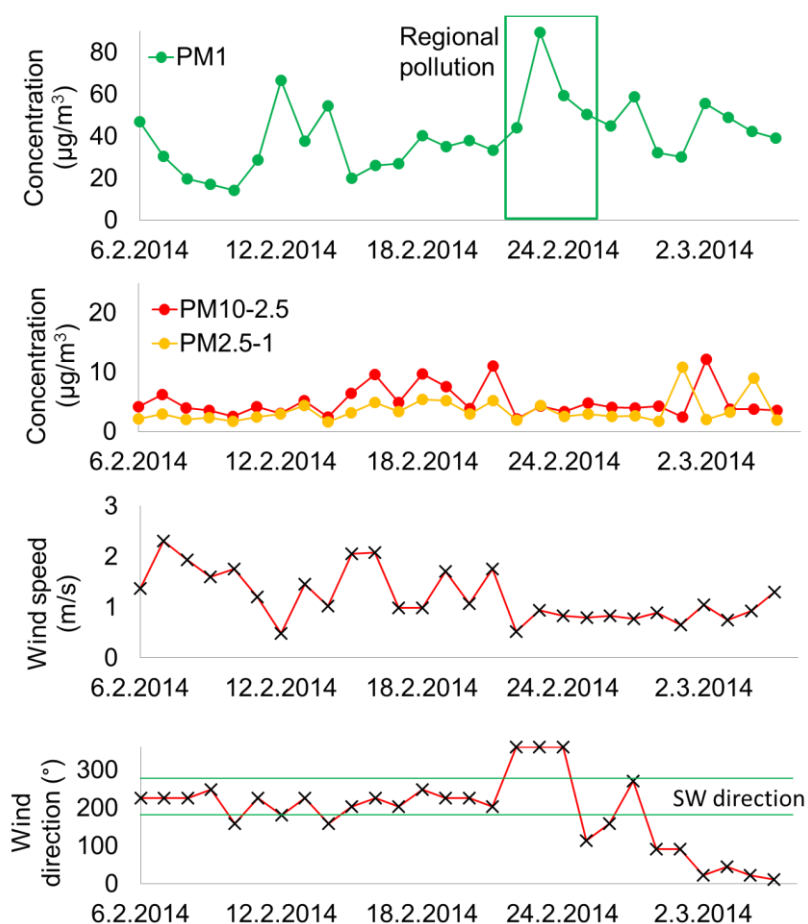 Concentration
(µg/m³)
80
60
40
20
0
PM1
Regional
pollution
6.2.2014 12.2.2014 18.2.2014 24.2.2014 2.3.2014
Concentration
(µg/m³)
20
10
0
PM10-2.5
PM2.5-1
6.2.2014 12.2.2014 18.2.2014 24.2.2014 2.3.2014
Wind speed
(m/s)
3
2
1
0
6.2.2014 12.2.2014 18.2.2014 24.2.2014 2.3.2014
Wind
direction (°)
300
200
100
0
SW direction
6.2.2014 12.2.2014 18.2.2014 24.2.2014 2.3.2014